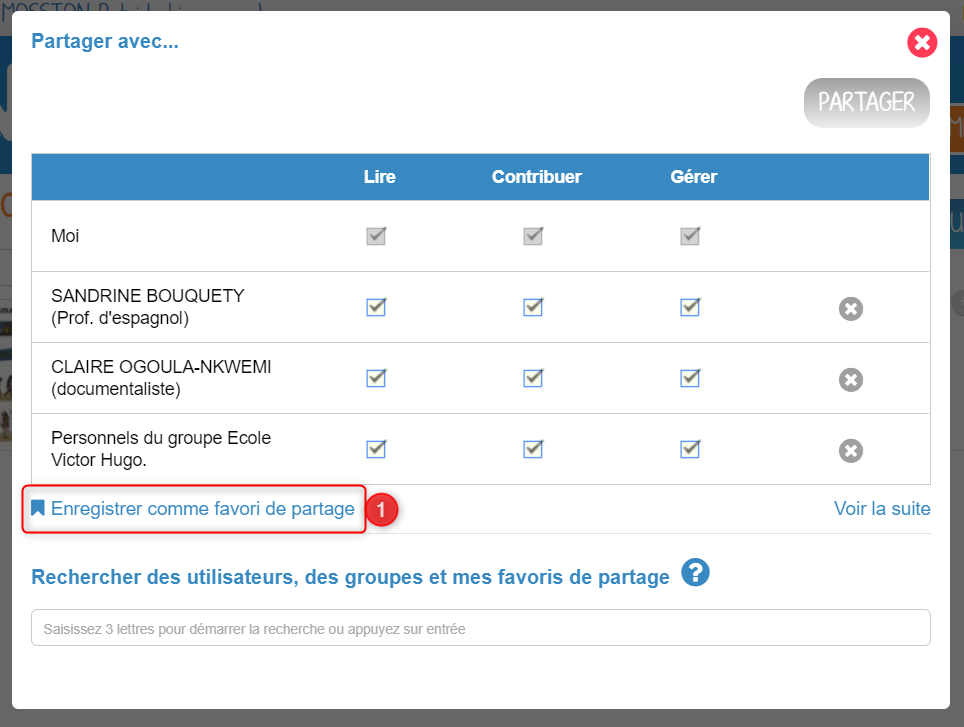 Partager avec...
PARTAGER
Lire Contribuer Gérer
Moi
SANDRINE BOUQUETY
(Prof. d'espagnol)
CLAIRE OGOULA-NKWEMI
(documentaliste)
Personnels du groupe Ecole
Victor Hugo.
Enregistrer comme favori de partage 1 Voir la suite
Rechercher des utilisateurs, des groupes et mes favoris de partage ?
Saisissez 3 lettres pour démarrer la recherche ou appuyez sur entrée